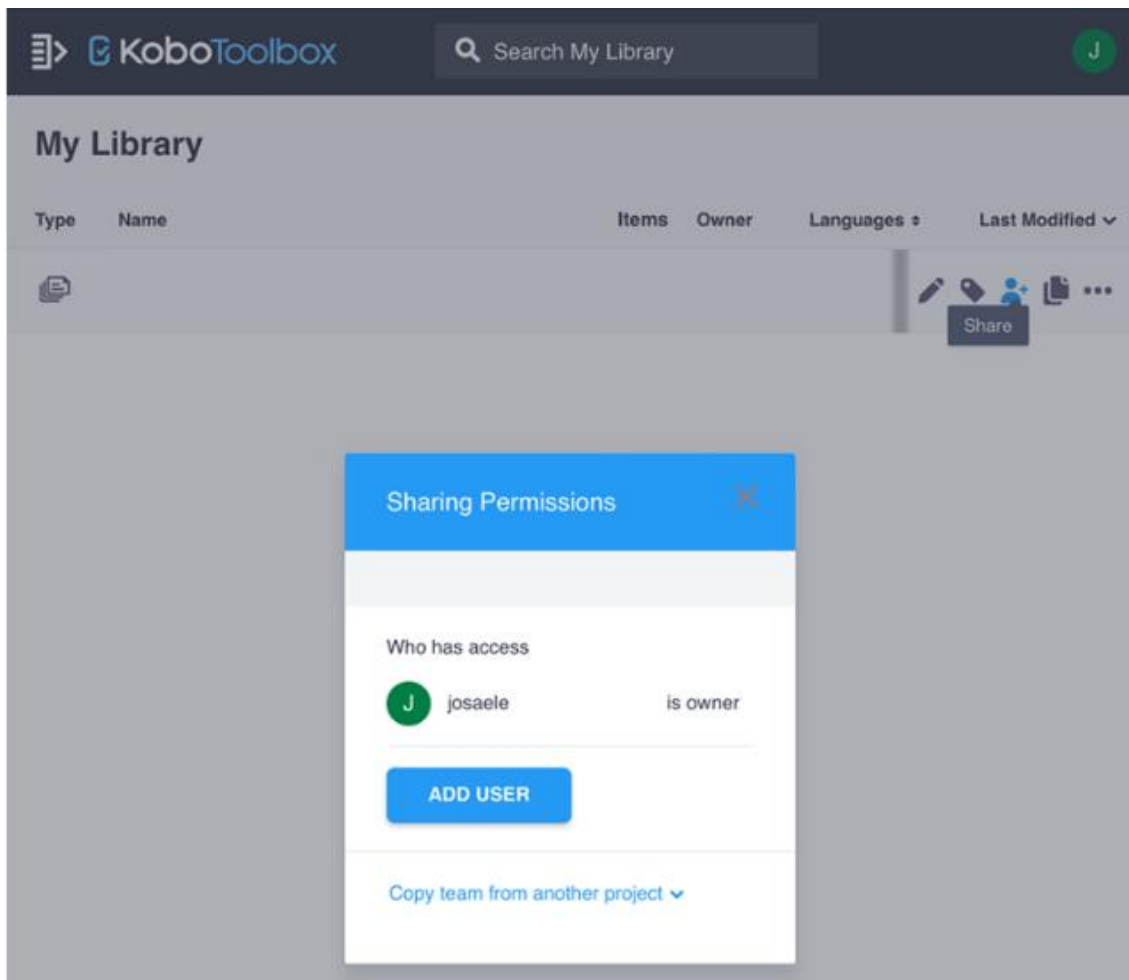 KoboToolbox Search My Library J
My Library
Type Name Items Owner Languages Last Modified
Share
Sharing Permissions
Who has access
J josaele is owner
ADD USER
Copy team from another project